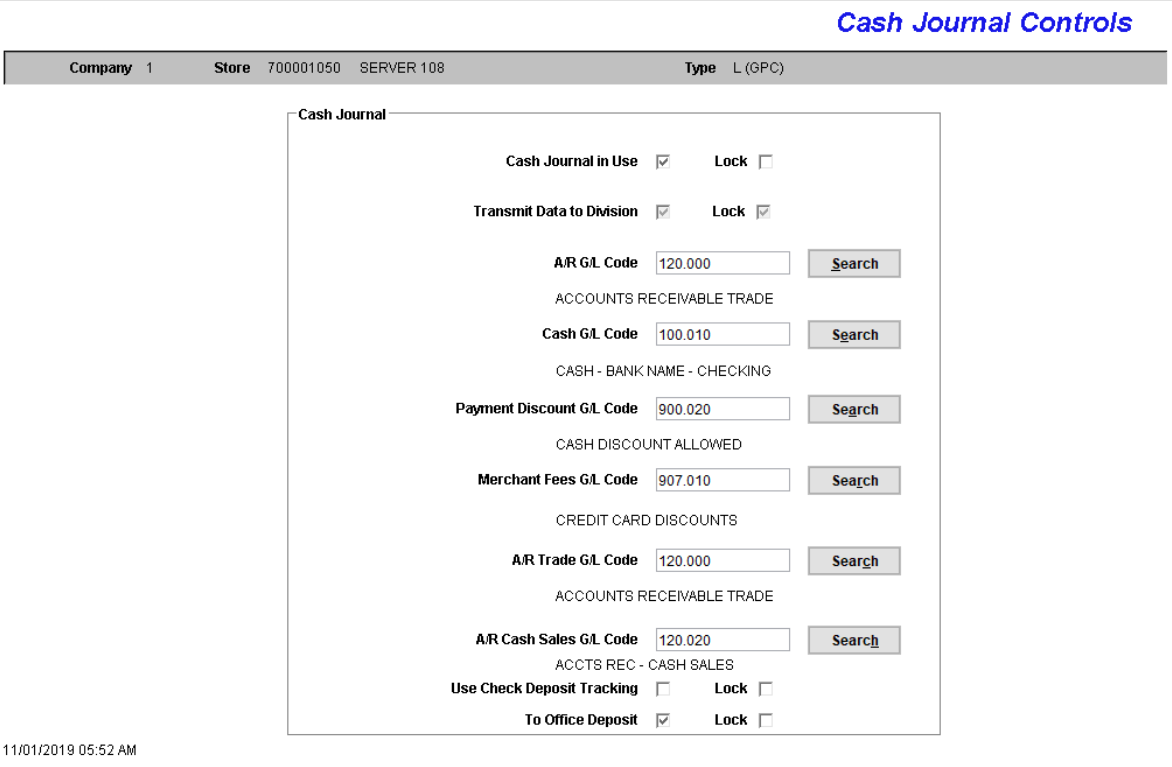 Cash Journal Controls
Company 1 Store 700001050 SERVER 108 Type L (GPC)
Cash Journal
Cash Journal in Use Lock
Transmit Data to Division Lock
A/R G/L Code 120.000 Search
ACCOUNTS RECEIVABLE TRADE
Cash G/L Code 100.010 Search
CASH - BANK NAME - CHECKING
Payment Discount G/L Code 900.020 Search
CASH DISCOUNT ALLOWED
Merchant Fees G/L Code 907.010 Search
CREDIT CARD DISCOUNTS
A/R Trade G/L Code 120.000 Search
ACCOUNTS RECEIVABLE TRADE
A/R Cash Sales G/L Code 120.020 Search
ACCTS REC - CASH SALES
Use Check Deposit Tracking Lock
To Office Deposit Lock
11/01/2019 05:52 AM